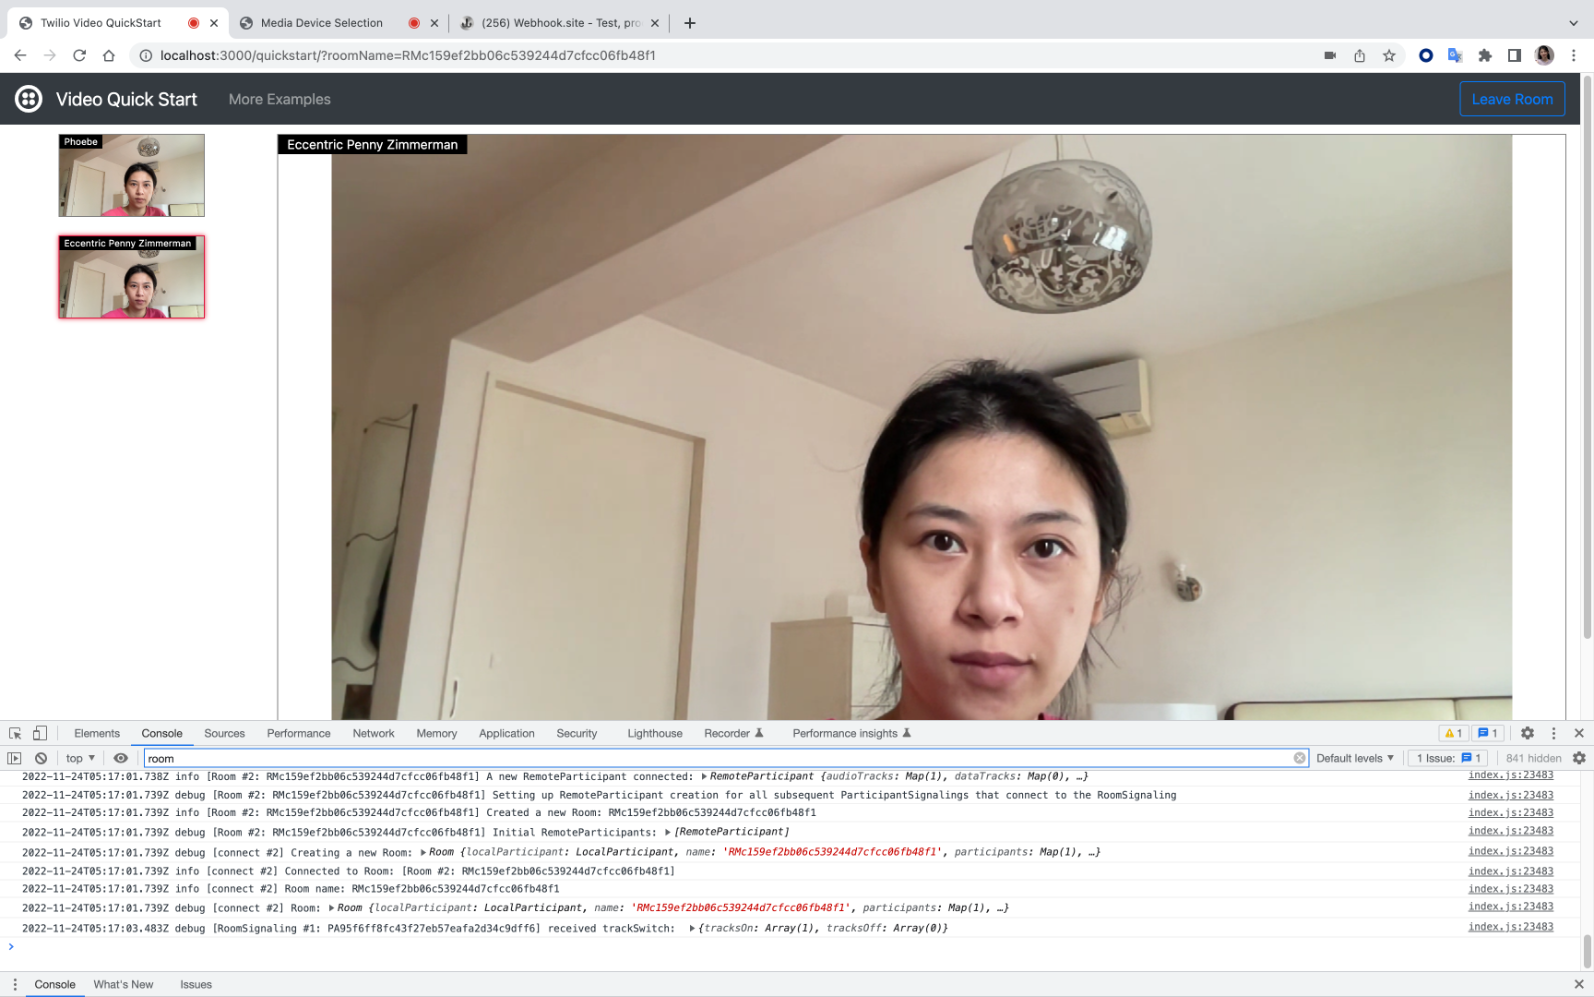 Twilio Video QuickStart
Media Device Selection
(256) Webhook.site - Test, pro
localhost:3000/quickstart/?roomName=RMc159ef2bb06c539244d7cfcc06fb48f1
Video Quick Start More Examples Leave Room
Phoebe
Eccentric Penny Zimmerman
Eccentric Penny Zimmerman
Elements Console Sources Performance Network Memory Application Security Lighthouse Recorder Performance insights 1 1
top room Default levels 1 Issue: 1 841 hidden
2022-11-24T05:17:01.738Z info [Room #2: RMc159ef2bb06c539244d7cfcc06fb48f1] A new RemoteParticipant connected: RemoteParticipant {audioTracks: Map(1), dataTracks: Map(0), …} index.js:23483
2022-11-24T05:17:01.739Z debug [Room #2: RMc159ef2bb06c539244d7cfcc06fb48f1] Setting up RemoteParticipant creation for all subsequent ParticipantSignalings that connect to the RoomSignaling index.js:23483
2022-11-24T05:17:01.739Z info [Room #2: RMc159ef2bb06c539244d7cfcc06fb48f1] Created a new Room: RMc159ef2bb06c539244d7cfcc06fb48f1 index.js:23483
2022-11-24T05:17:01.739Z debug [Room #2: RMc159ef2bb06c539244d7cfcc06fb48f1] Initial RemoteParticipants: [RemoteParticipant] index.js:23483
2022-11-24T05:17:01.739Z debug [connect #2] Creating a new Room: Room {localParticipant: LocalParticipant, name: 'RMc159ef2bb06c539244d7cfcc06fb48f1', participants: Map(1), …} index.js:23483
2022-11-24T05:17:01.739Z info [connect #2] Connected to Room: [Room #2: RMc159ef2bb06c539244d7cfcc06fb48f1] index.js:23483
2022-11-24T05:17:01.739Z info [connect #2] Room name: RMc159ef2bb06c539244d7cfcc06fb48f1 index.js:23483
2022-11-24T05:17:01.739Z debug [connect #2] Room: Room {localParticipant: LocalParticipant, name: 'RMc159ef2bb06c539244d7cfcc06fb48f1', participants: Map(1), …} index.js:23483
2022-11-24T05:17:03.483Z debug [RoomSignaling #1: PA95f6ff8fc43f27eb57eafa2d34c9dff6] received trackSwitch: {tracksOn: Array(1), tracksOff: Array(0)} index.js:23483
Console What's New Issues